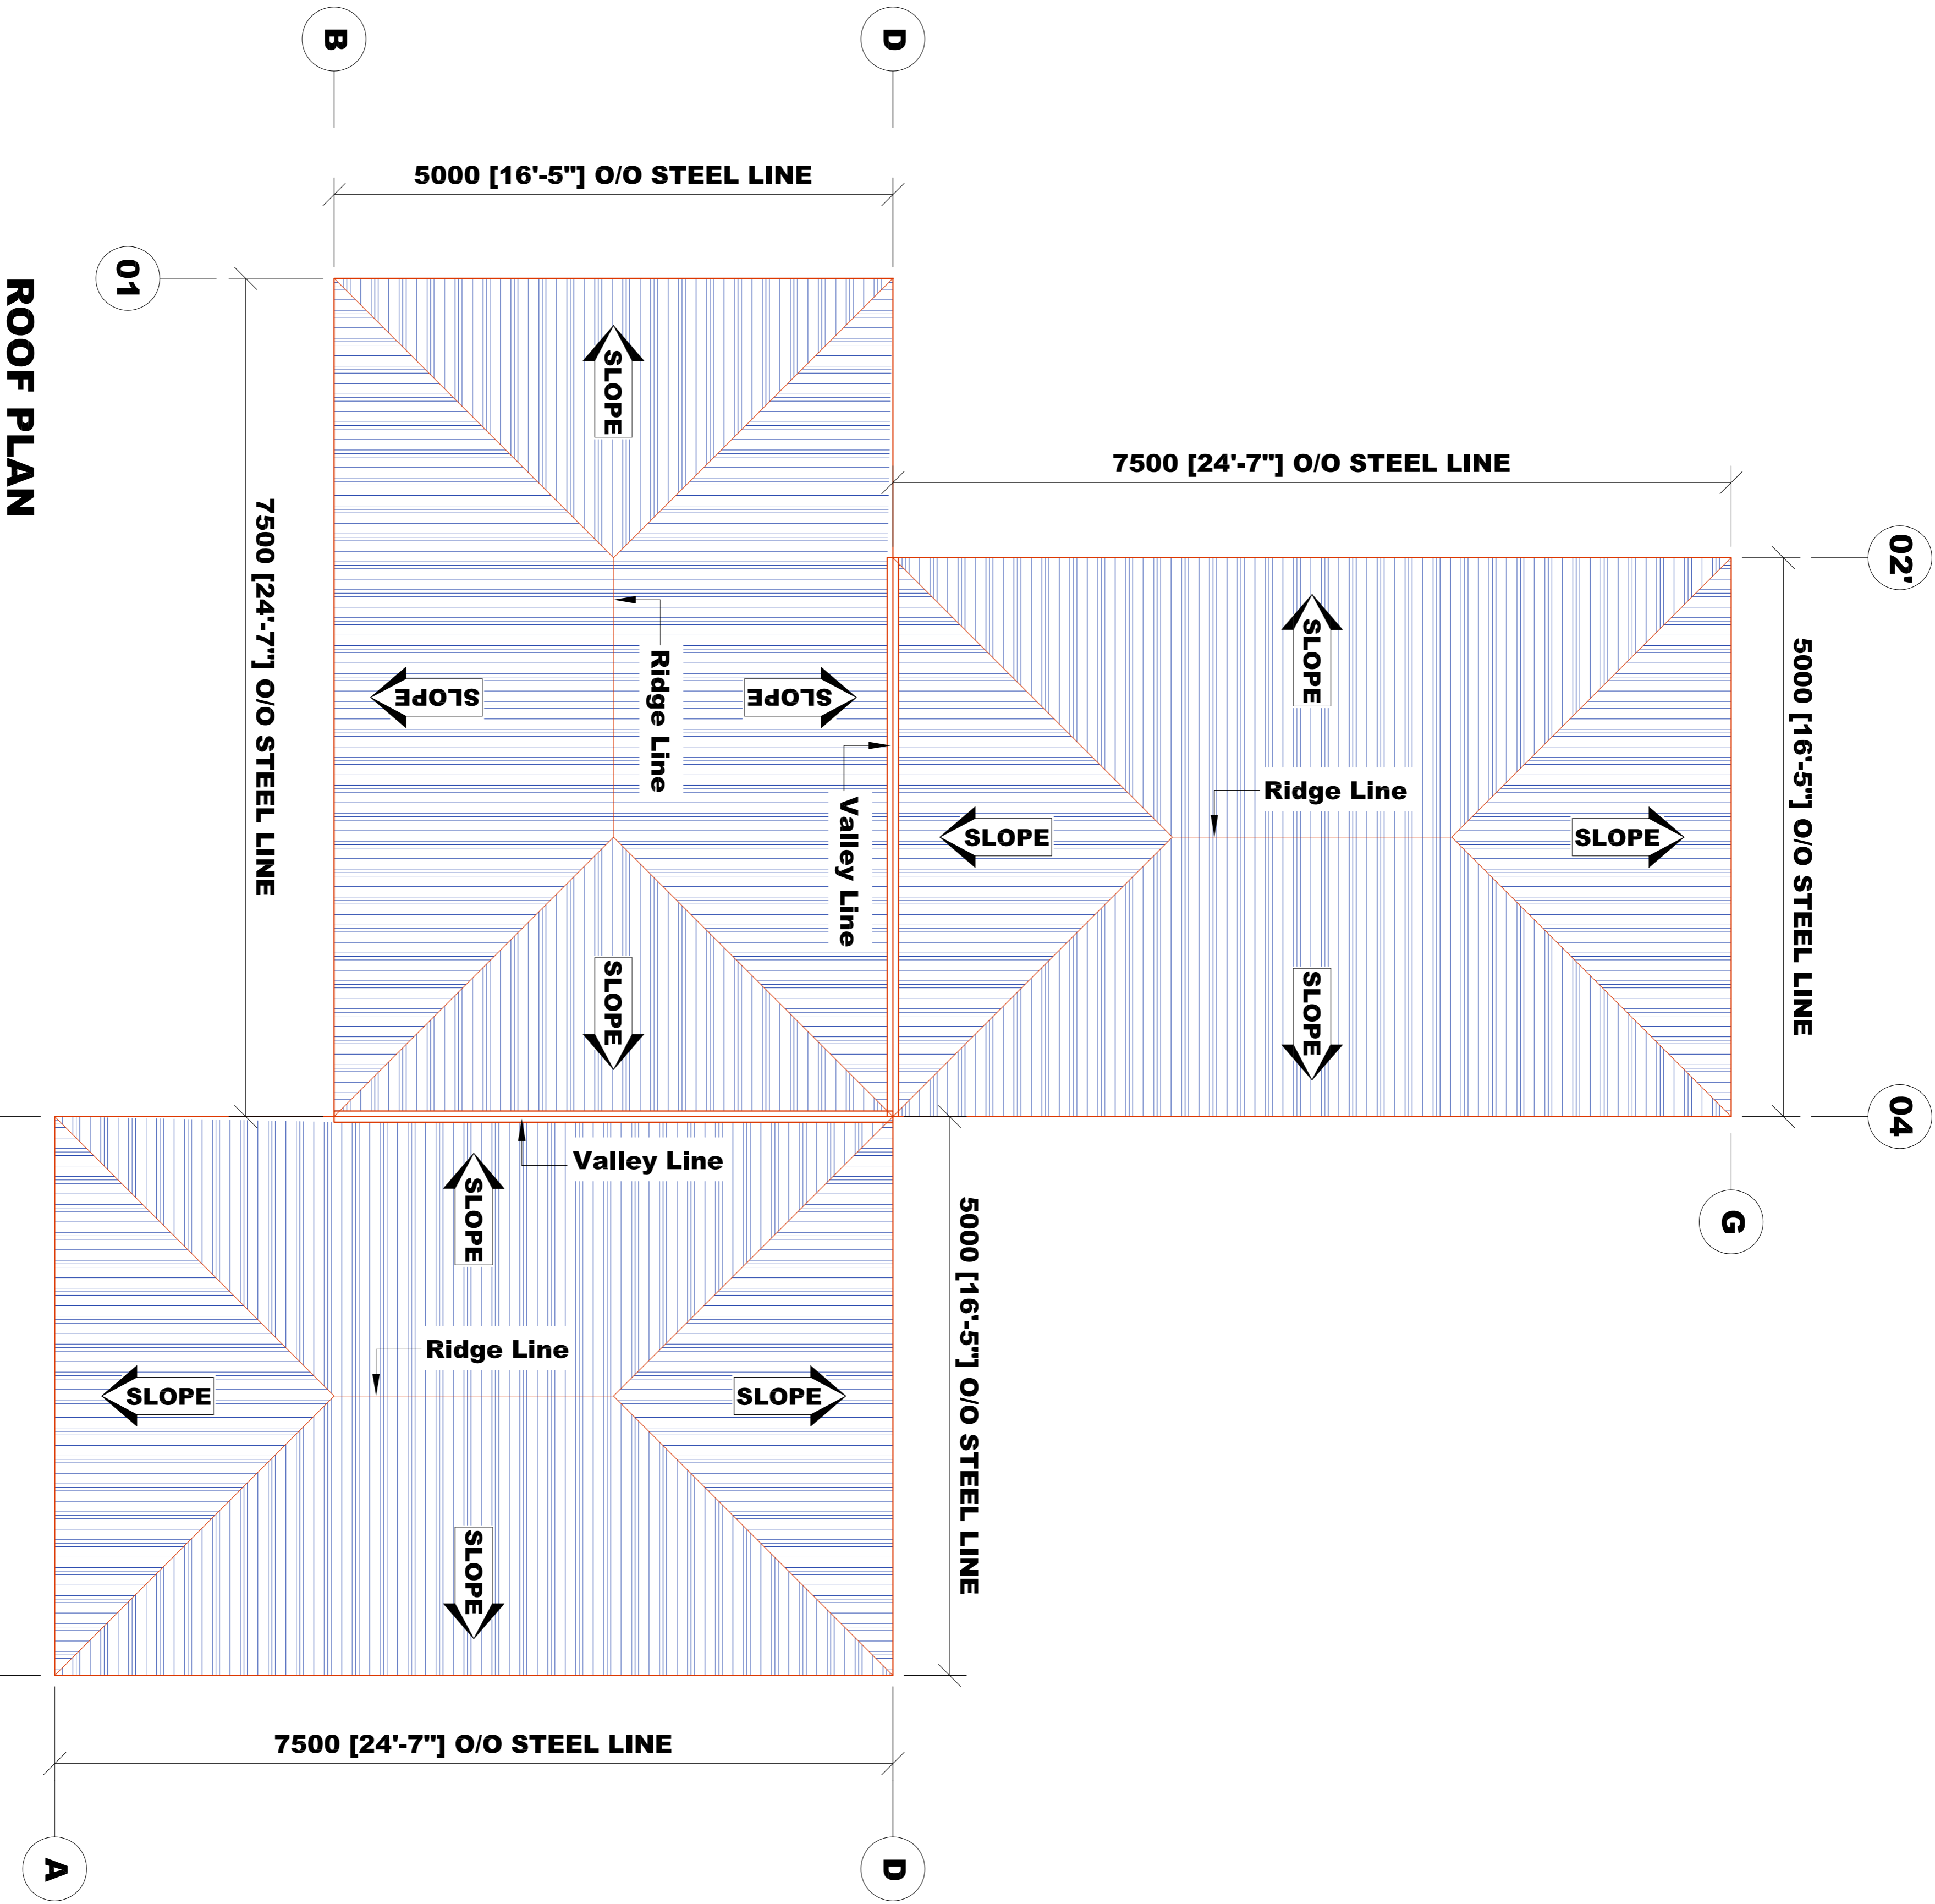 B
D
5000 [16'-5"] O/O STEEL LINE
01
ROOF PLAN
7500 [24'-7"] O/O STEEL LINE
SLOPE
SLOPE
SLOPE
SLOPE
Ridge Line
Valley Line
7500 [24'-7"] O/O STEEL LINE
02'
5000 [16'-5"] O/O STEEL LINE
04
G
SLOPE
Ridge Line
SLOPE
SLOPE
SLOPE
Valley Line
SLOPE
Ridge Line
SLOPE
SLOPE
SLOPE
5000 [16'-5"] O/O STEEL LINE
7500 [24'-7"] O/O STEEL LINE
A
D